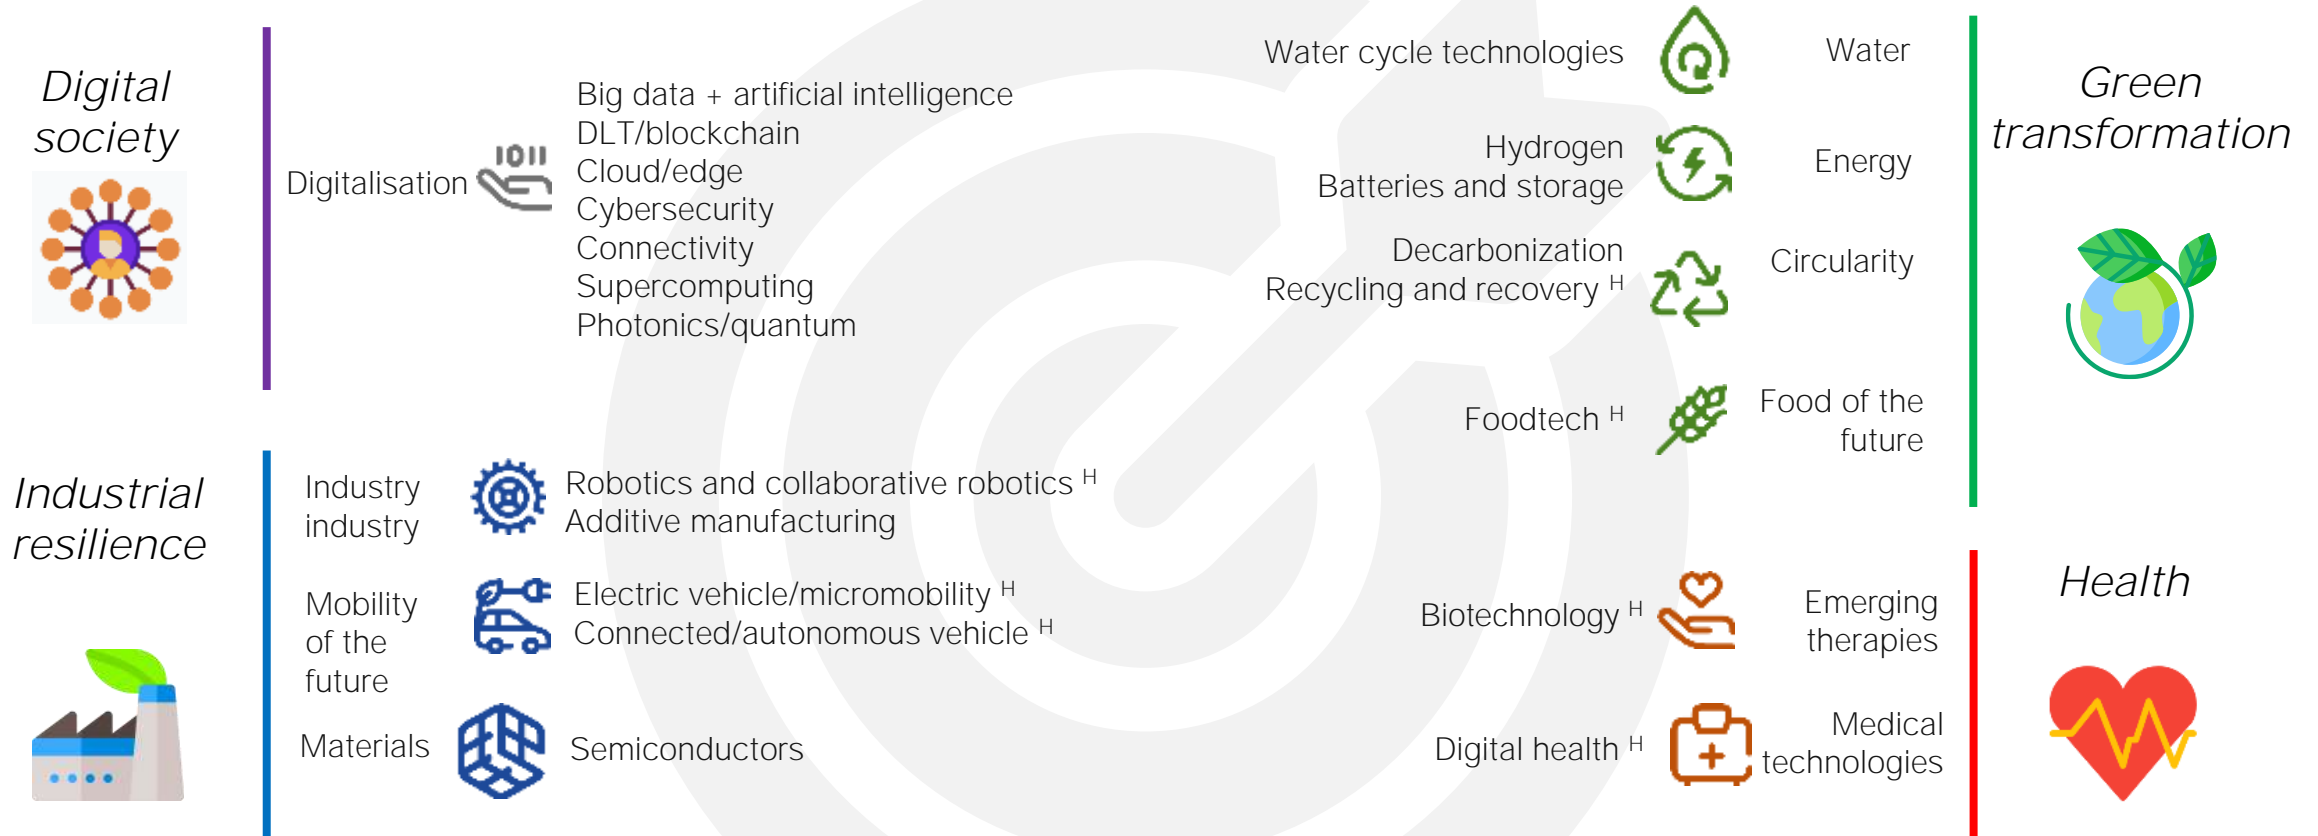 Digital
society
Digitalisation
1011
Big data + artificial intelligence
DLT/blockchain
Cloud/edge
Cybersecurity
Connectivity
Supercomputing
Photonics/quantum
Industrial
resilience
Industry
industry
Robotics and collaborative robotics H
Additive manufacturing
Mobility
of the
future
Electric vehicle/micromobility H
Connected/autonomous vehicle H
Materials
Semiconductors
Water cycle technologies
Water
Hydrogen
Batteries and storage
Energy
Decarbonization
Recycling and recovery H
Circularity
Foodtech H
Food of the
future
Green
transformation
Biotechnology H
Emerging
therapies
Digital health H
Medical
technologies
Health